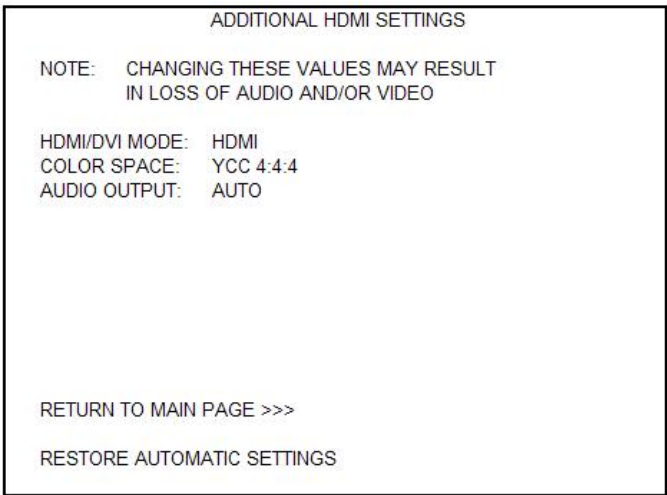 ADDITIONAL HDMI SETTINGS
NOTE: CHANGING THESE VALUES MAY RESULT
IN LOSS OF AUDIO AND/OR VIDEO
HDMI/DVI MODE: HDMI
COLOR SPACE: YCC 4:4:4
AUDIO OUTPUT: AUTO
RETURN TO MAIN PAGE >>>
RESTORE AUTOMATIC SETTINGS